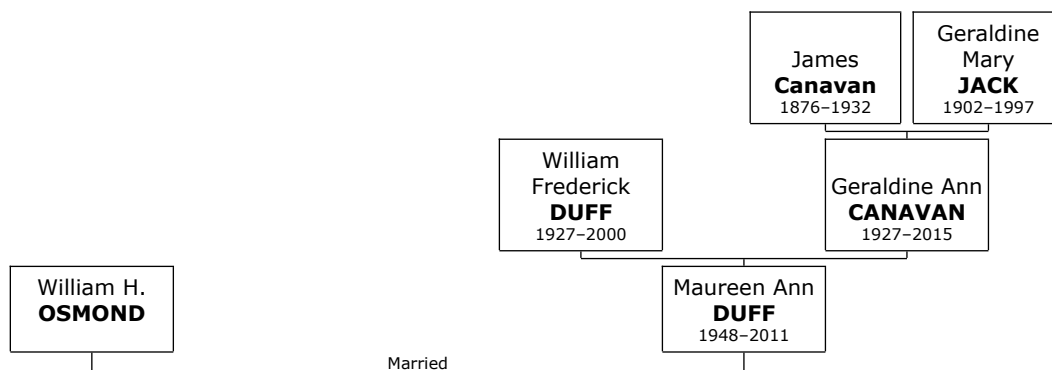 James
Canavan
1876–1932
Geraldine
Mary
JACK
1902–1997
William
Frederick
DUFF
1927–2000
Geraldine Ann
CANAVAN
1927–2015
William H.
OSMOND
Maureen Ann
DUFF
1948–2011
Married